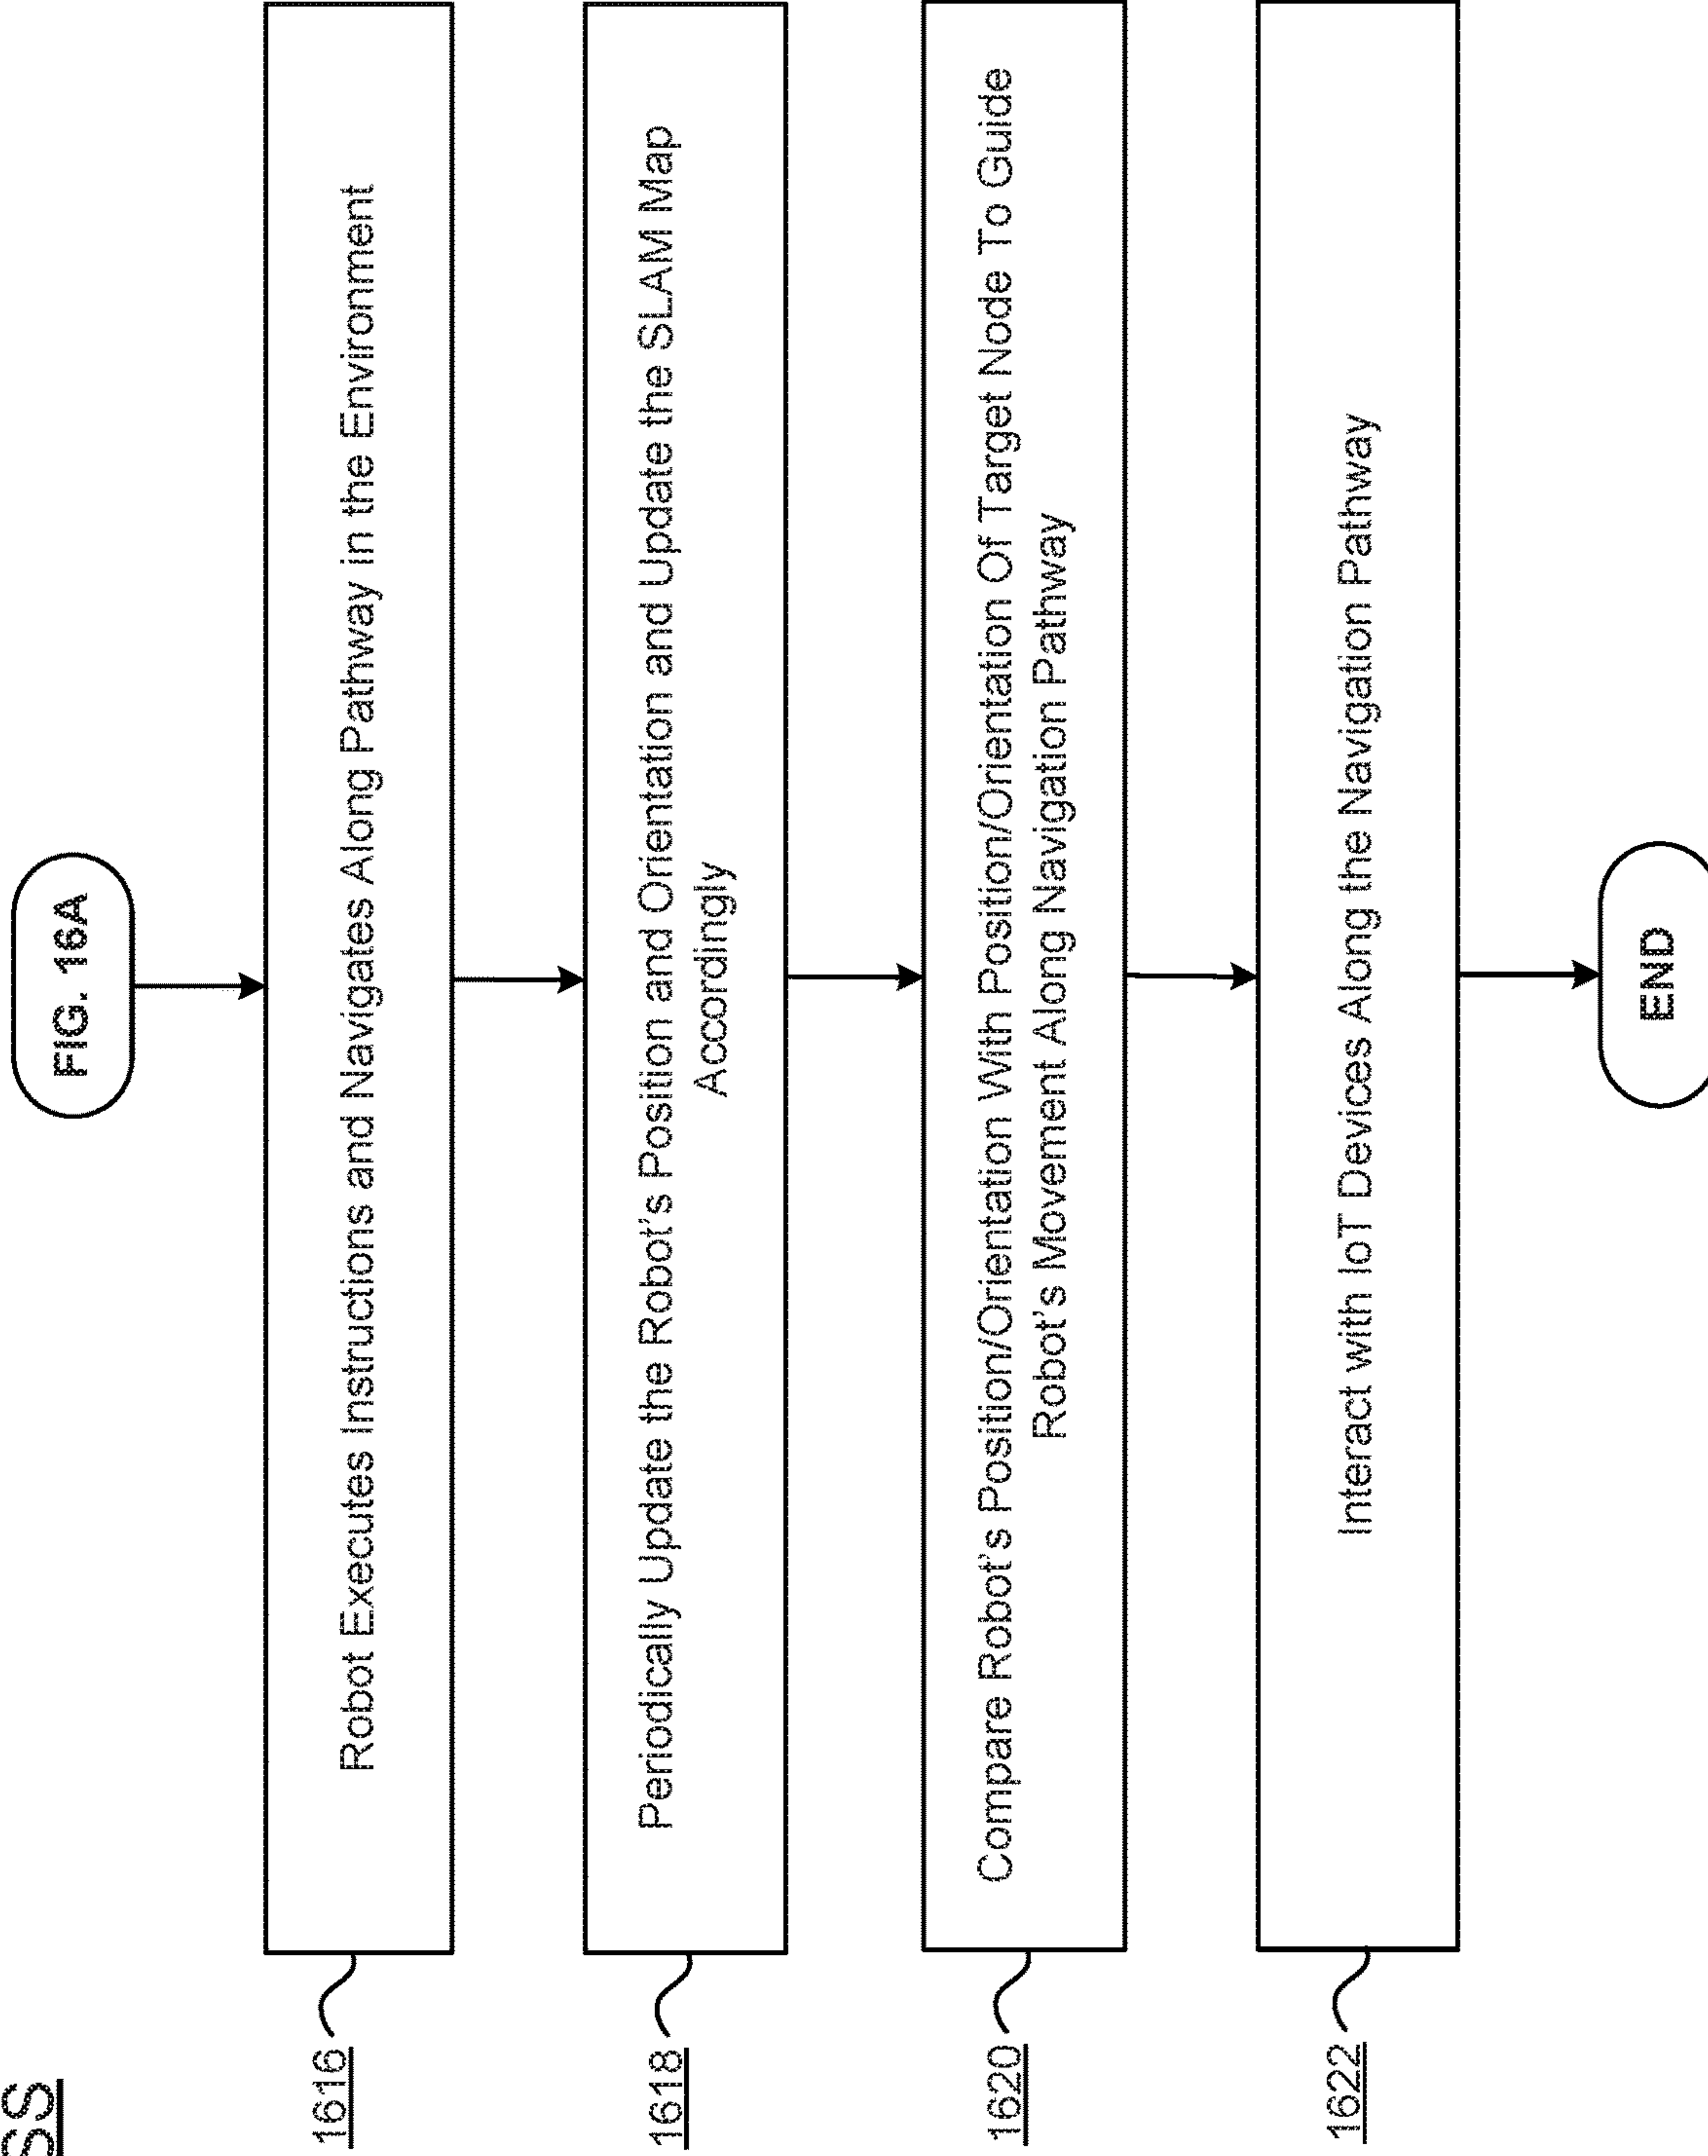 SS
FIG. 16A
1616
Robot Executes Instructions and Navigates Along Pathway in the Environment
1618
Periodically Update the Robot's Position and Orientation and Update the SLAM Map
Accordingly
1620
Compare Robot's Position/Orientation With Position/Orientation Of Target Node To Guide
Robot's Movement Along Navigation Pathway
1622
Interact with IoT Devices Along the Navigation Pathway
END